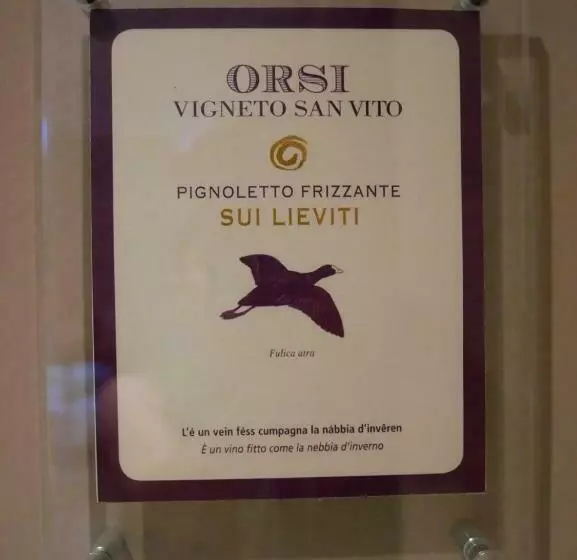 ORSI
VIGNETO SAN VITO
PIGNOLETTO FRIZZANTE
SUI LIEVITI
Fulica atra
L'é un vein fèss cumpagna la nàbbia d'invêren
È un vino fitto come la nebbia d'inverno